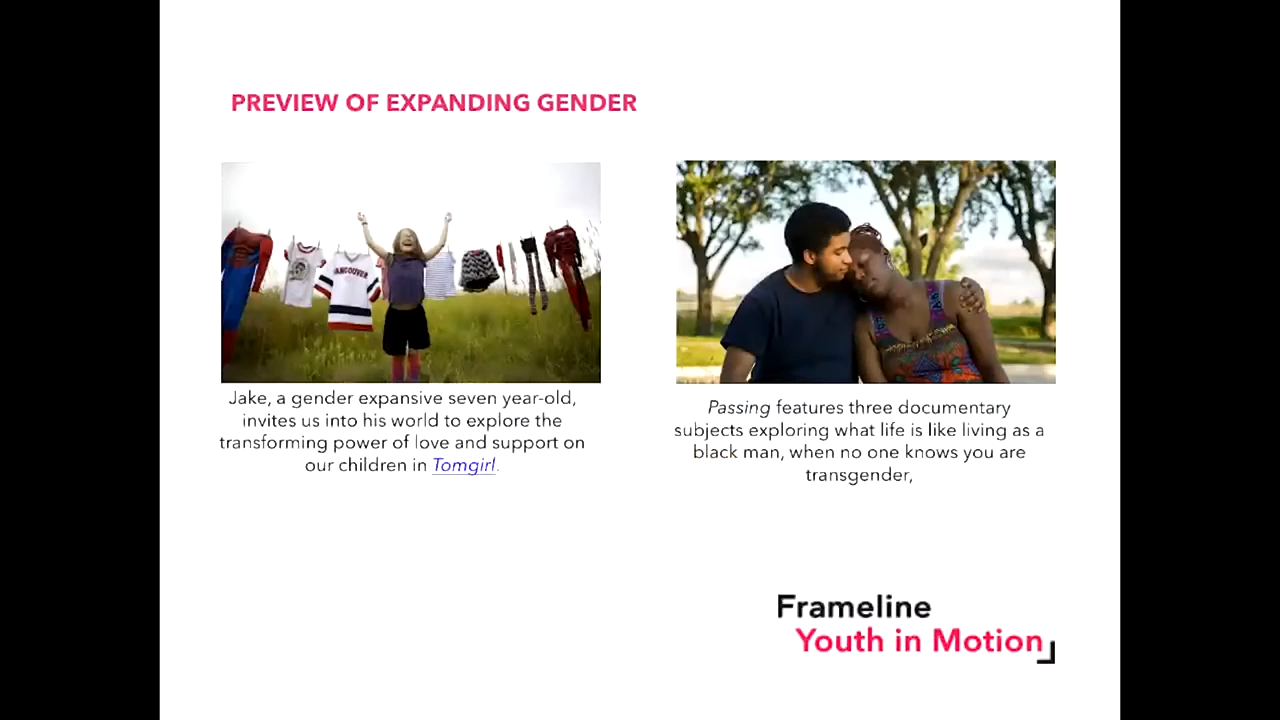 PREVIEW OF EXPANDING GENDER
VANCOUVER
Jake, a gender expansive seven year-old,
invites us into his world to explore the
transforming power of love and support on
our children in Tomgirl.
Passing features three documentary
subjects exploring what life is like living as a
black man, when no one knows you are
transgender,
Frameline
Youth in Motion